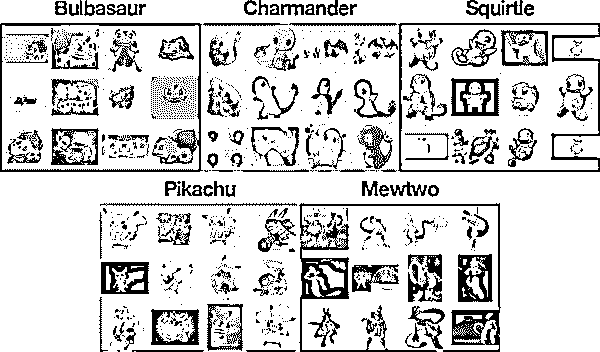 Bulbasaur
Charmander
Squirtle
Pikachu
Mewtwo